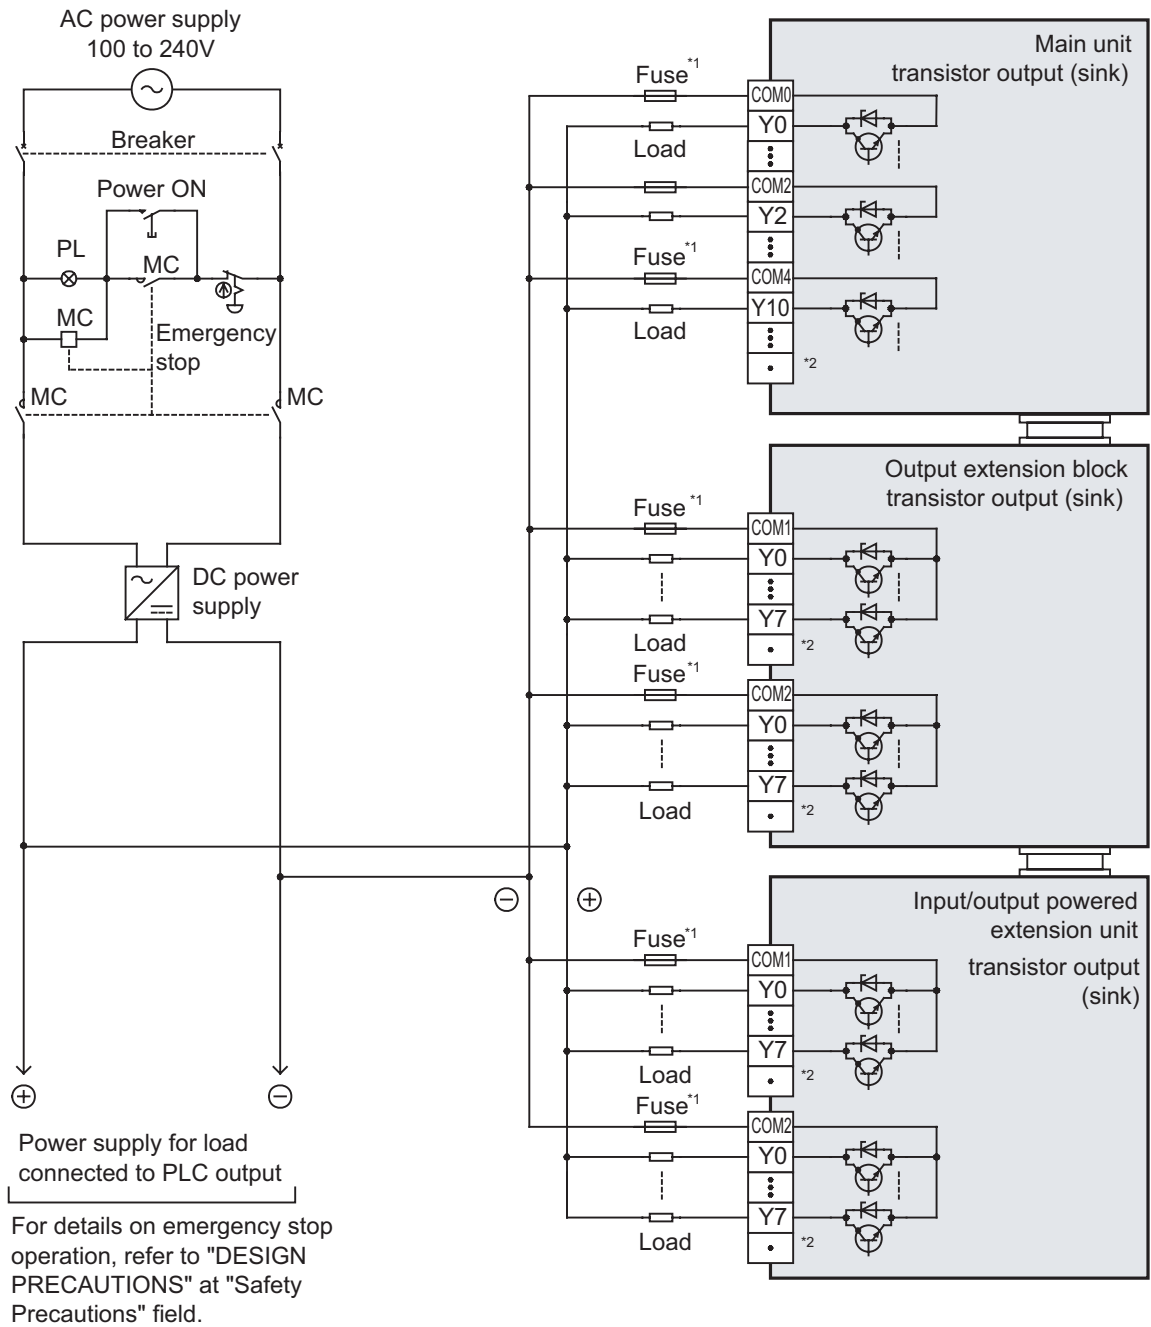 AC power supply
100 to 240V
Breaker
Power ON
PL
MC
MC
Emergency
stop
MC
MC
DC power
supply
Power supply for load
connected to PLC output
For details on emergency stop
operation, refer to "DESIGN
PRECAUTIONS" at "Safety
Precautions" field.
Main unit
transistor output (sink)
Fuse*1
COM0
Y0
Load
COM2
Y2
Fuse*1
COM4
Y10
Load
*2
Output extension block
transistor output (sink)
Fuse *1
COM1
Y0
Y7
Load
*2
Fuse*1
COM2
Y0
Y7
Load
*2
Input/output powered
extension unit
transistor output
(sink)
Fuse*1
COM1
Y0
Y7
Load
*2
Fuse*1
COM2
Y0
Y7
Load
*2